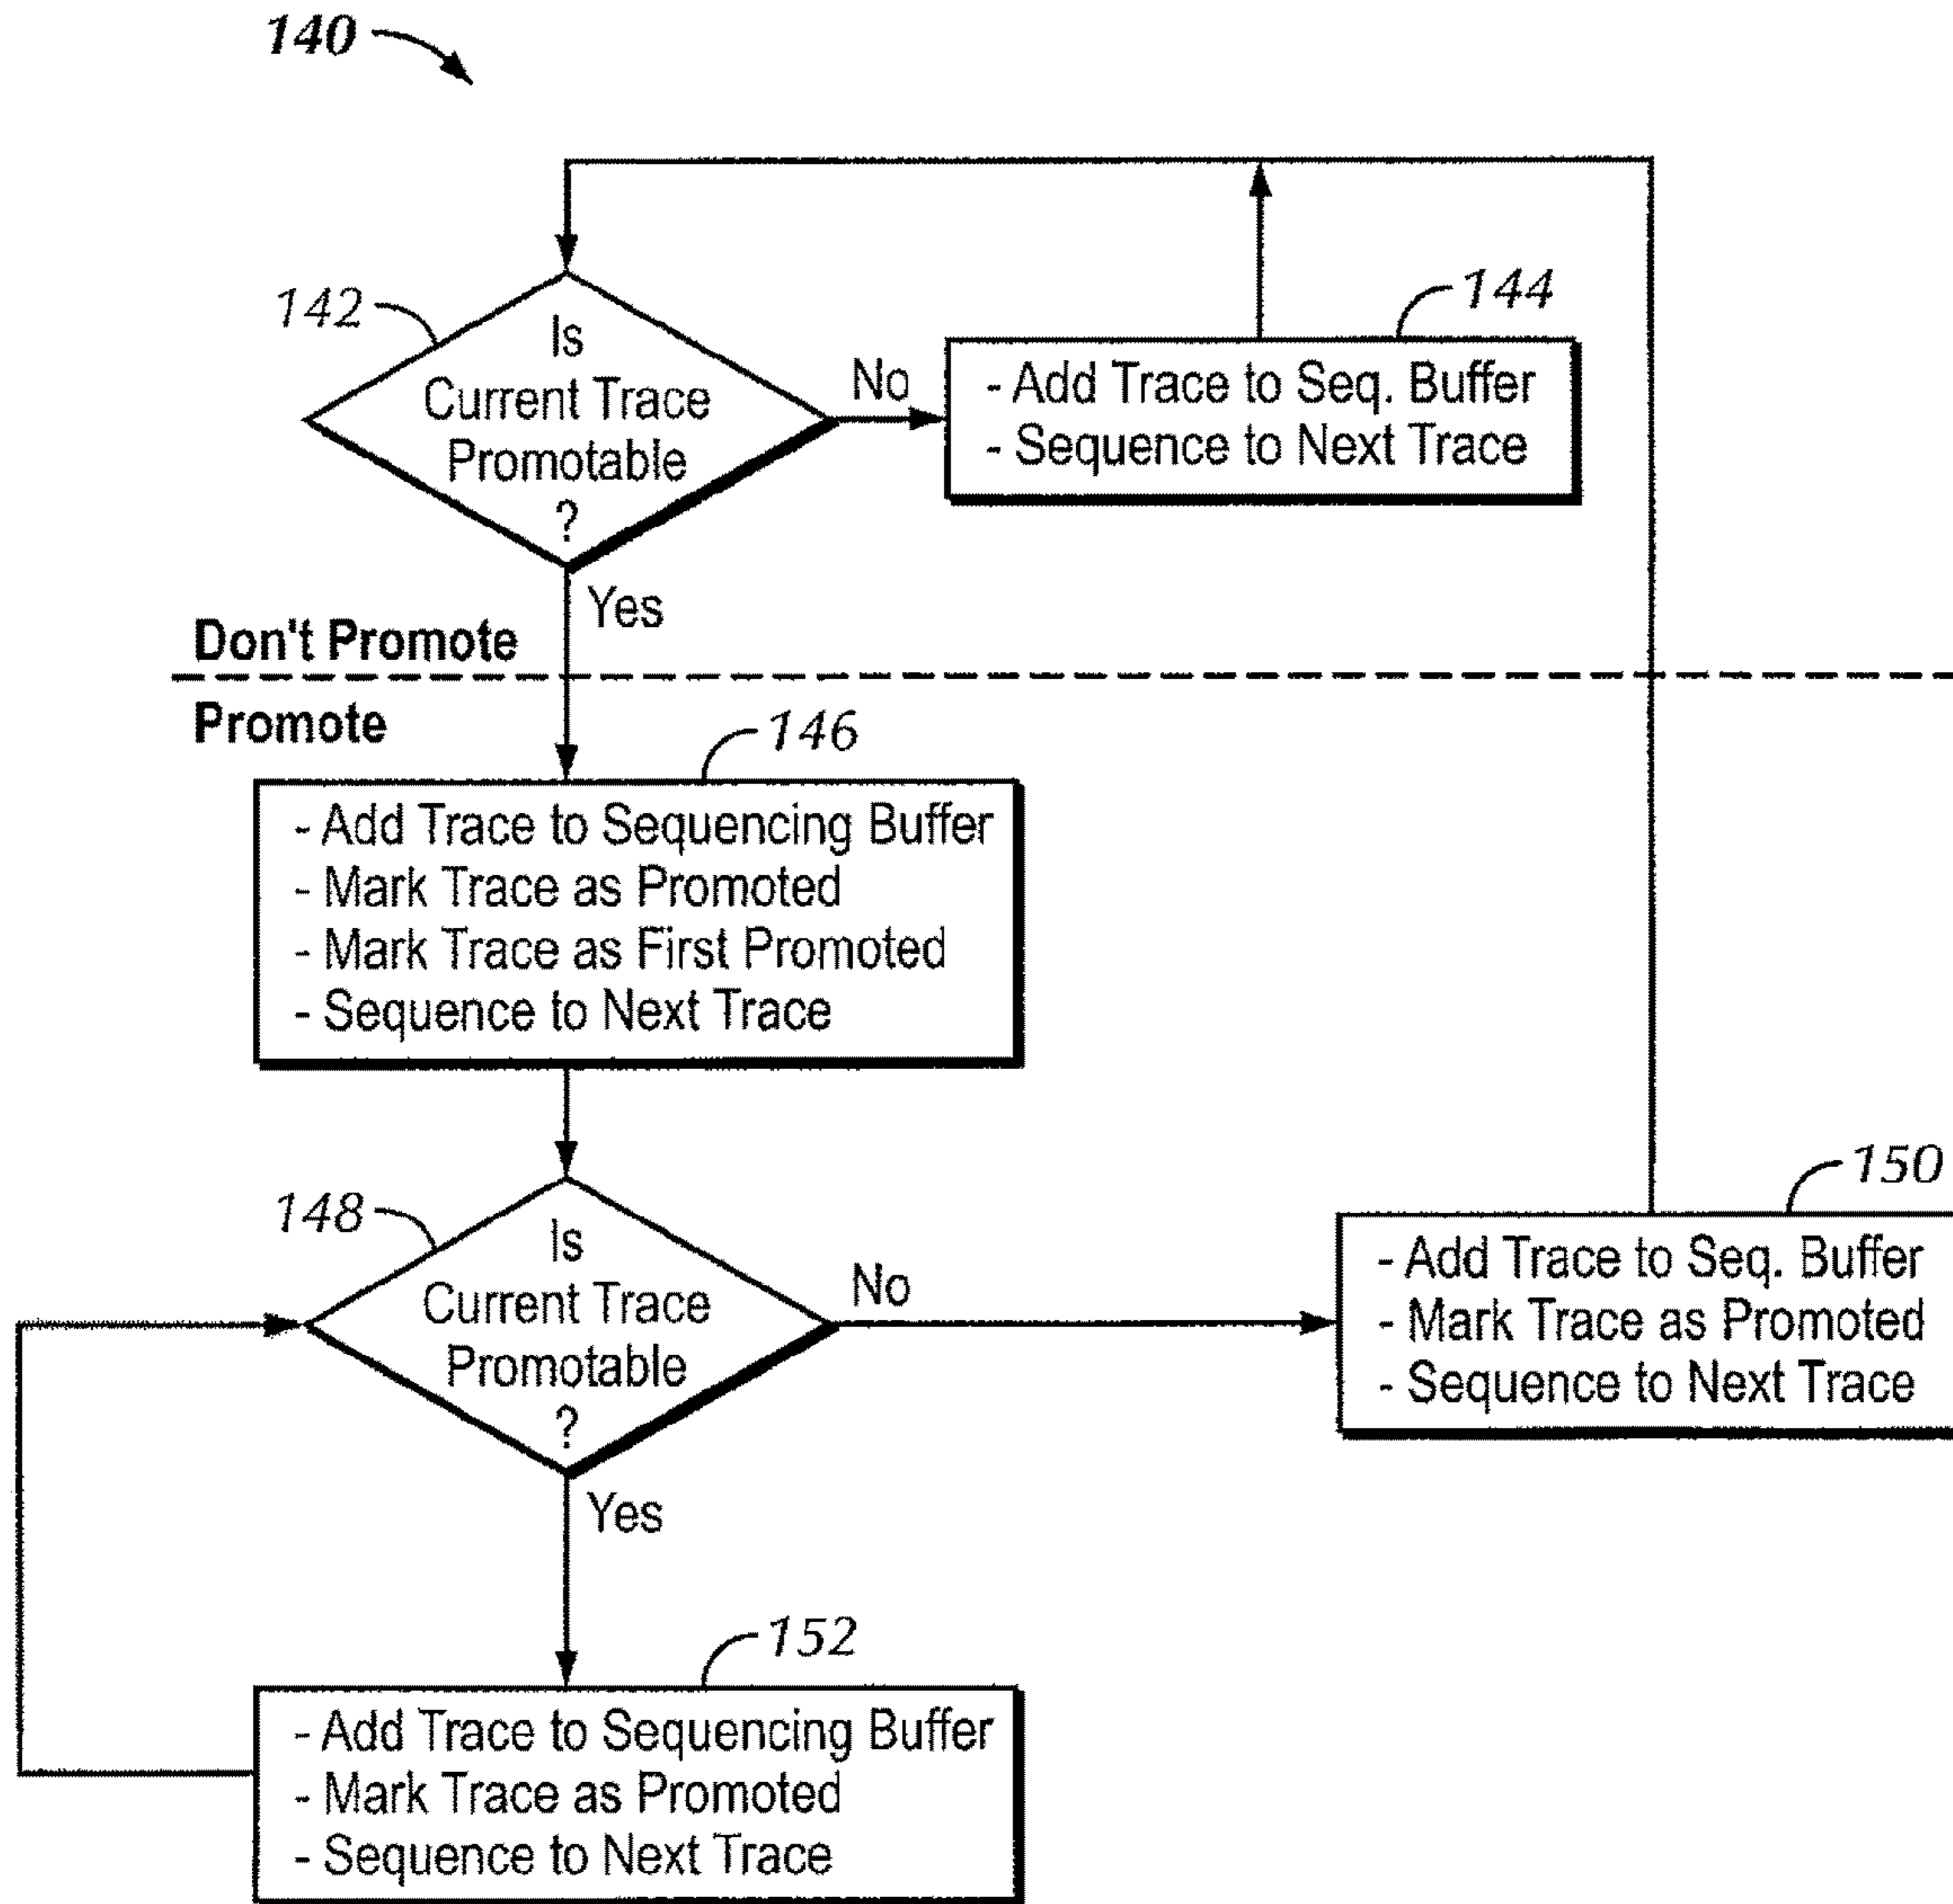 140
142
Is
Current Trace
Promotable
?
No
144
- Add Trace to Seq. Buffer
- Sequence to Next Trace
Yes
Don't Promote
Promote
146
- Add Trace to Sequencing Buffer
- Mark Trace as Promoted
- Mark Trace as First Promoted
- Sequence to Next Trace
148
Is
Current Trace
Promotable
?
No
150
- Add Trace to Seq. Buffer
- Mark Trace as Promoted
- Sequence to Next Trace
Yes
152
- Add Trace to Sequencing Buffer
- Mark Trace as Promoted
- Sequence to Next Trace